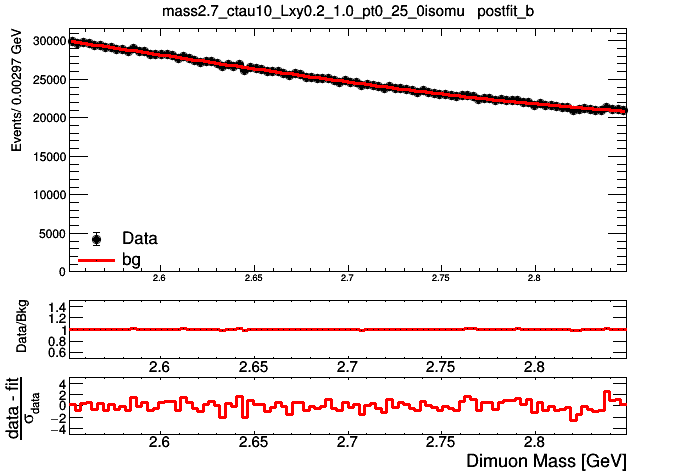 mass2.7_ctau10_Lxy0.2_1.0_pt0_25_0isomu postfit_b
Events/ 0.00297 GeV
30000
25000
20000
15000
10000
5000
0
Data
bg
2.6 2.65 2.7 2.75 2.8
Data/Bkg
1.4
1.2
1
0.8
0.6
2.6 2.65 2.7 2.75 2.8
data - fit
σdata
4
2
0
−2
−4
2.6 2.65 2.7 2.75 2.8
Dimuon Mass [GeV]